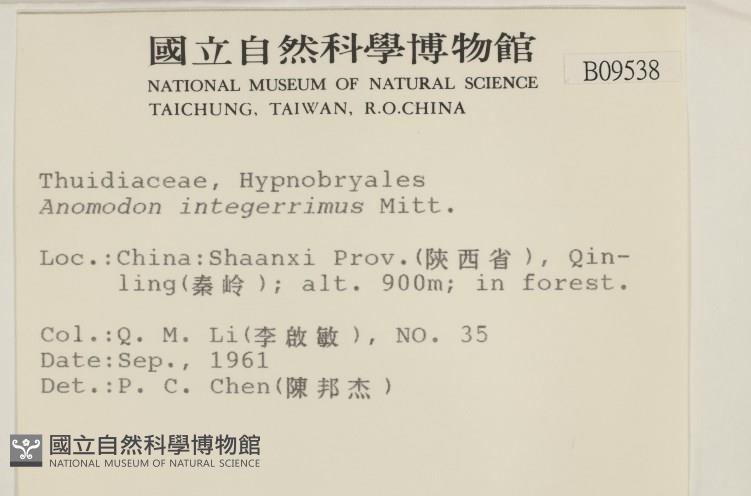 國立自然科學博物館
NATIONAL MUSEUM OF NATURAL SCIENCE
TAICHUNG, TAIWAN, R.O.CHINA
B09538
Thuidiaceae, Hypnobryales
Anomodon integerrimus Mitt.
Loc.:China:Shaanxi Prov.(陝西省), Qin-
ling(秦岭); alt. 900m; in forest.
Col.:Q. M. Li(李啟敏), NO. 35
Date:Sep., 1961
Det.:P. C. Chen(陳邦杰)
國立自然科學博物館
NATIONAL MUSEUM OF NATURAL SCIENCE